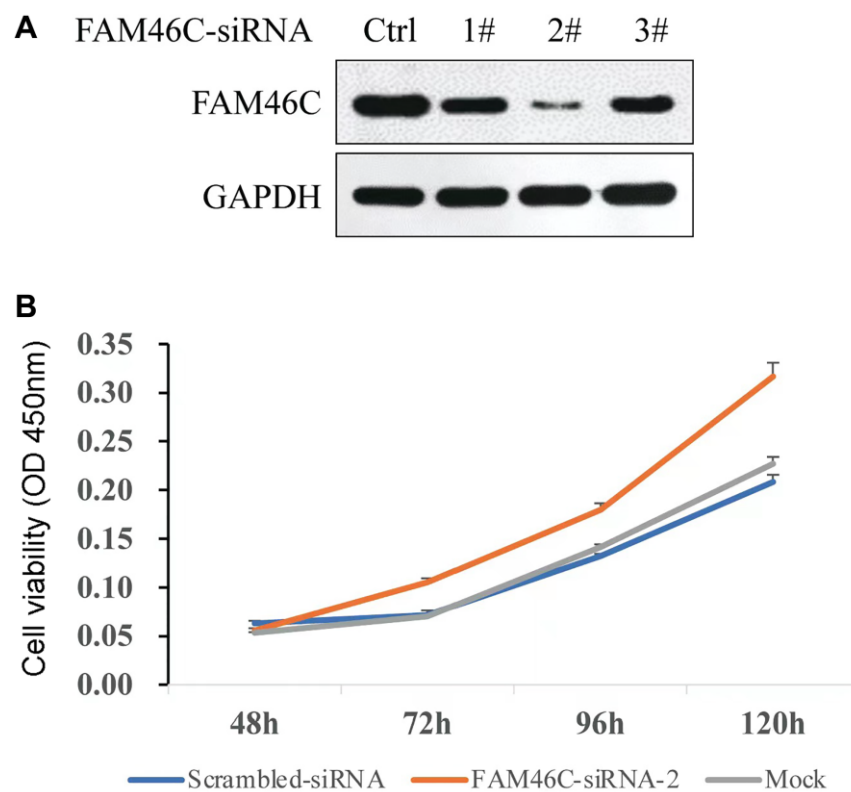 A FAM46C-siRNA Ctrl 1# 2# 3#
FAM46C
GAPDH
B
Cell viability (OD 450nm)
0.35
0.30
0.25
0.20
0.15
0.10
0.05
0.00
48h 72h 96h 120h
Scrambled-siRNA FAM46C-siRNA-2 Mock